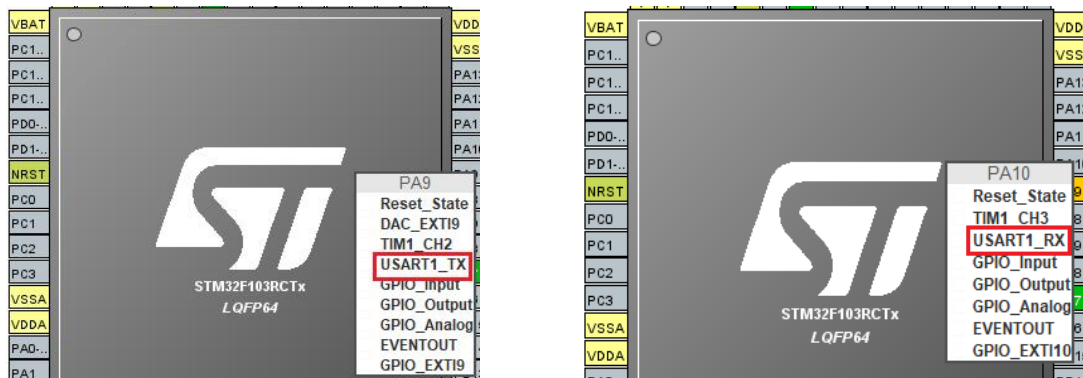 VBAT
PC1..
PC1..
PC1..
PD0-..
PD1-..
NRST
PC0
PC1
PC2
PC3
VSSA
VDDA
PA0-..
PA1
VDD
VSS
PA13
PA1
PA1
PA10
STM32F103RCTx
LQFP64
PA9
Reset_State
DAC_EXTI9
TIM1_CH2
USART1_TX
GPIO_Input
GPIO_Output
GPIO_Analog
EVENTOUT
GPIO_EXTI9
VBAT
PC1..
PC1..
PC1..
PD0-..
PD1-..
NRST
PC0
PC1
PC2
PC3
VSSA
VDDA
VDD
VSS
PA1
PA1
PA1
STM32F103RCTx
LQFP64
PA10
Reset_State
TIM1_CH3
USART1_RX
GPIO_Input
GPIO_Output
GPIO_Analog
EVENTOUT
GPIO_EXTI10